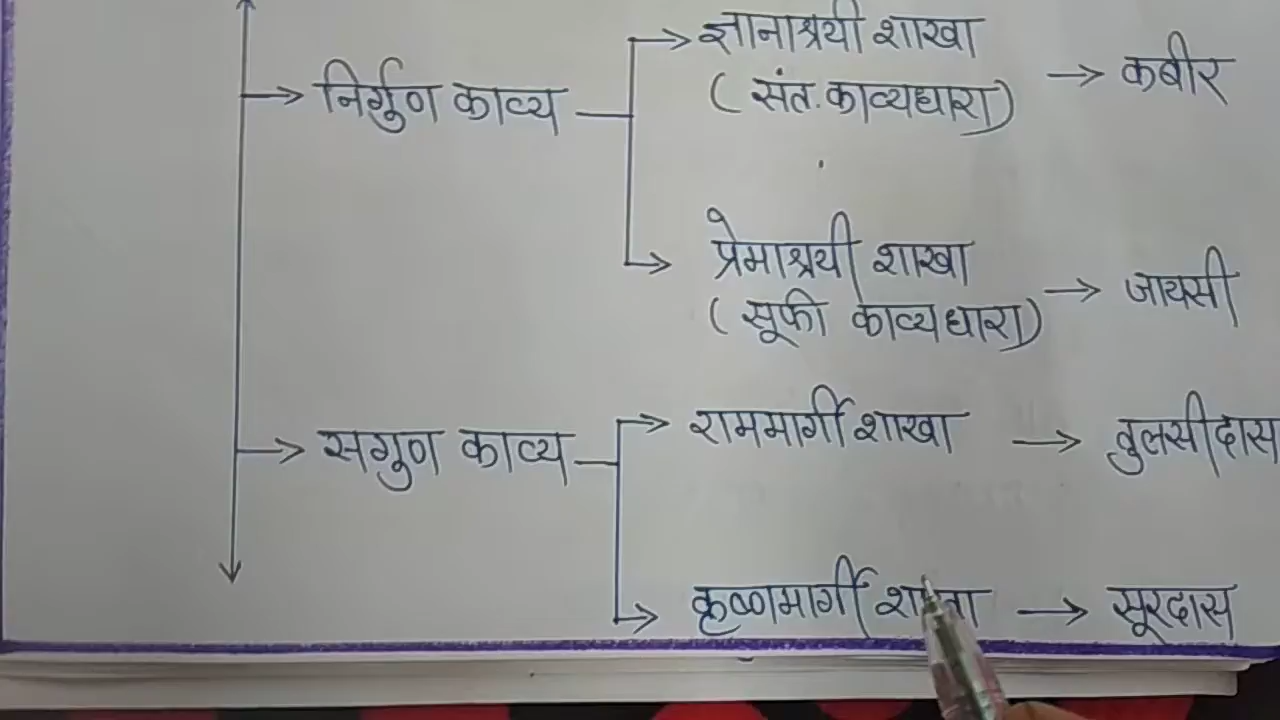 निर्गुण काव्य
ज्ञानाश्रयी शाखा
(संत.काव्यधारा)
कबीर
प्रेमाश्रयी शाखा
(सूफी काव्यधारा)
जायसी
सगुण काव्य
राममार्गी शाखा
तुलसीदास
कृष्णमार्गी शाखा
सूरदास